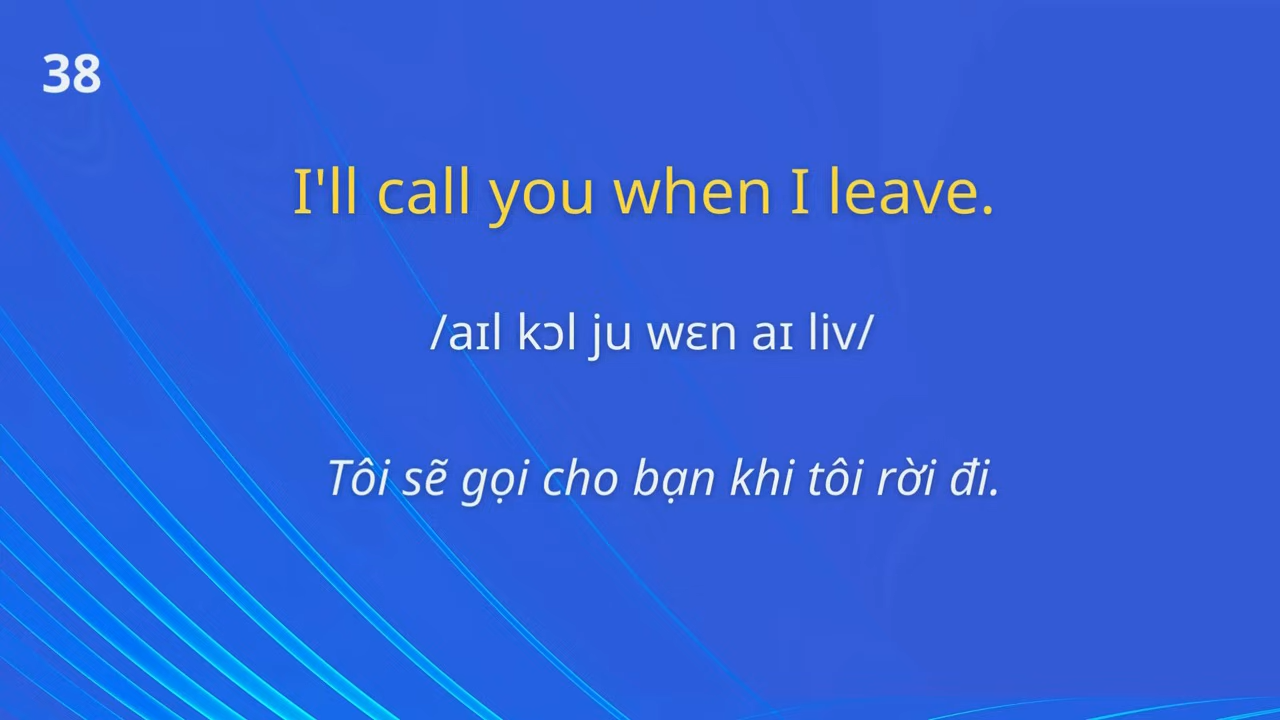 38
I'll call you when I leave.
/aɪl kɔl ju wɛn aɪ liv/
Tôi sẽ gọi cho bạn khi tôi rời đi.